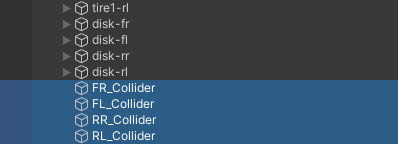 tire1-rl
disk-fr
disk-fl
disk-rr
disk-rl
FR_Collider
FL_Collider
RR_Collider
RL_Collider